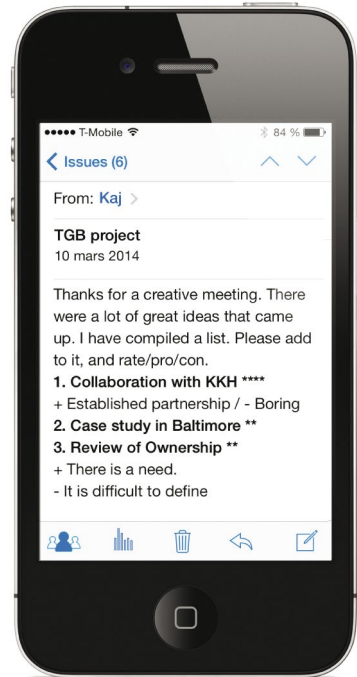 T-Mobile 84 %
Issues (6)
From: Kaj
TGB project
10 mars 2014
Thanks for a creative meeting. There
were a lot of great ideas that came
up. I have compiled a list. Please add
to it, and rate/pro/con.
1. Collaboration with KKH ****
+ Established partnership / - Boring
2. Case study in Baltimore **
3. Review of Ownership **
+ There is a need.
- It is difficult to define